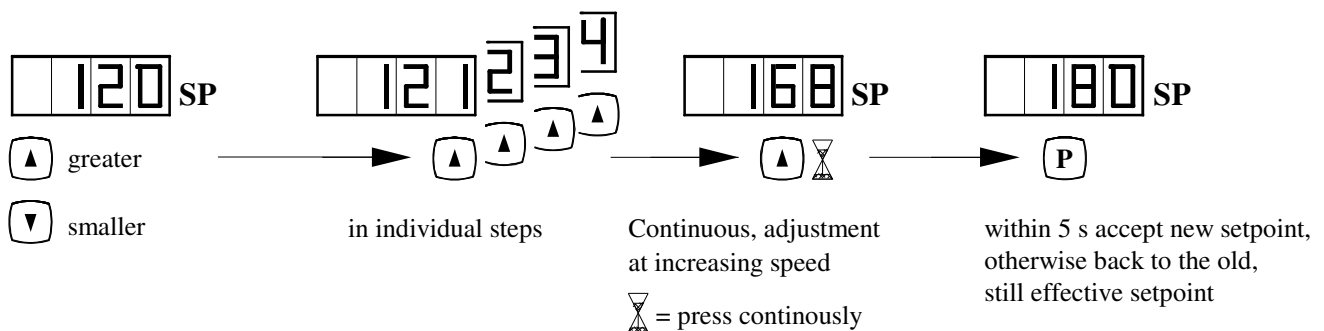 120 SP
121 2 3 4
168 SP
180 SP
greater
P
smaller
in individual steps
Continuous, adjustment
at increasing speed
= press continously
within 5 s accept new setpoint,
otherwise back to the old,
still effective setpoint